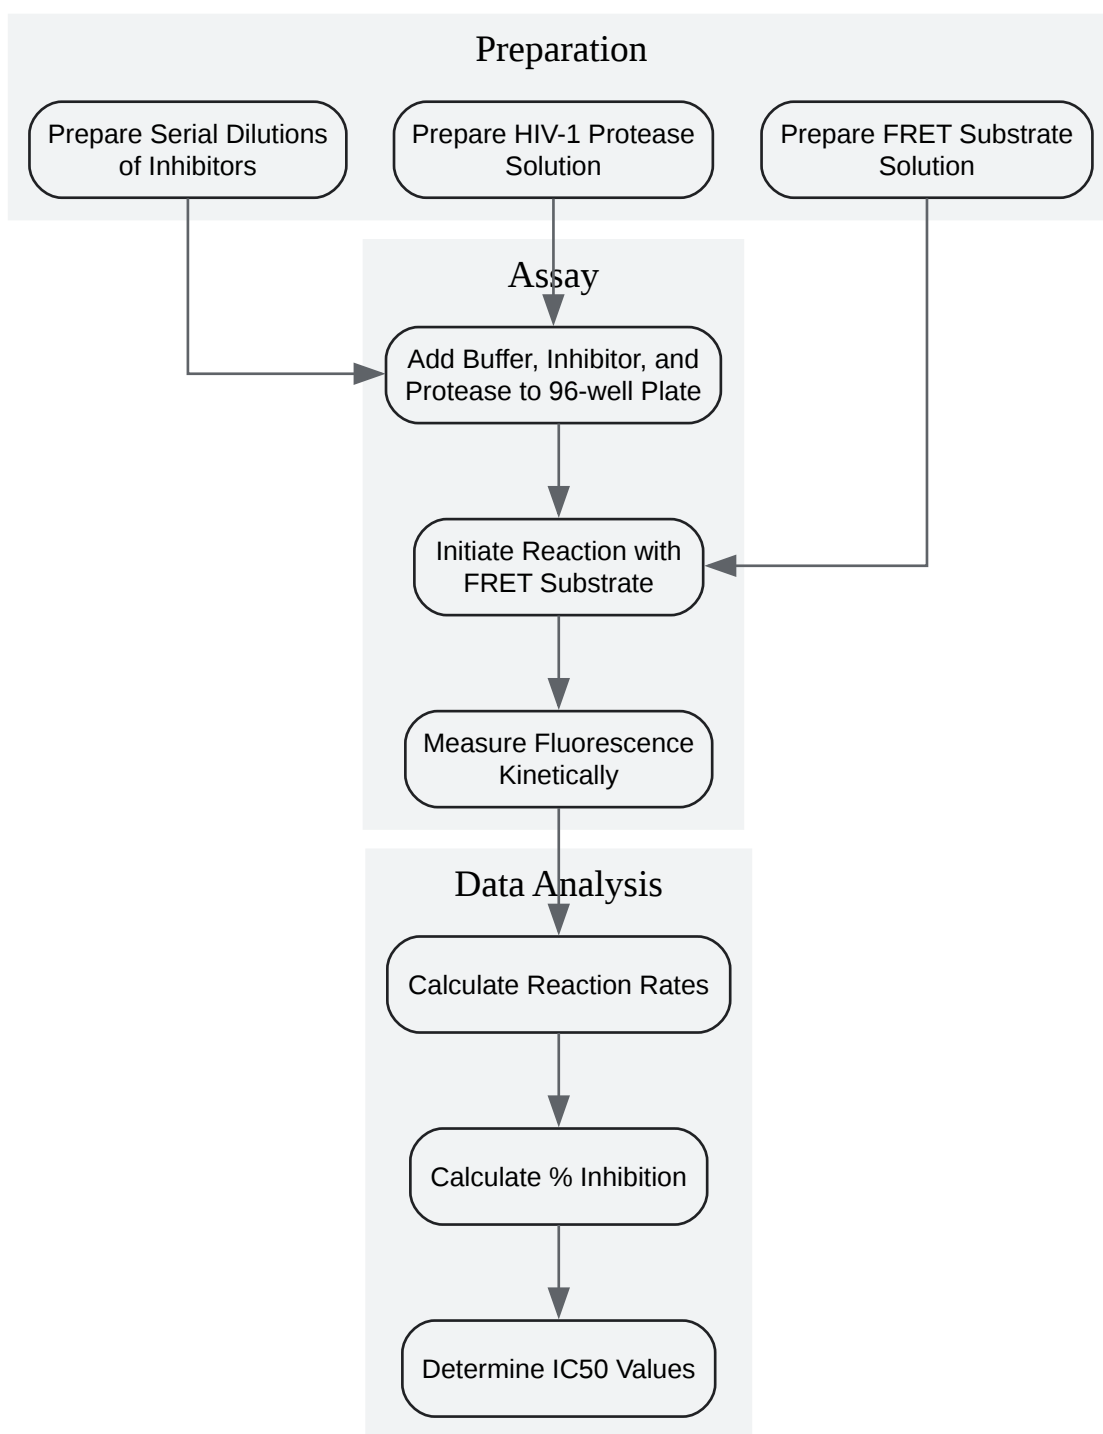 Preparation
Prepare Serial Dilutions
of Inhibitors
Prepare HIV-1 Protease
Solution
Prepare FRET Substrate
Solution
Assay
Add Buffer, Inhibitor, and
Protease to 96-well Plate
Initiate Reaction with
FRET Substrate
Measure Fluorescence
Kinetically
Data Analysis
Calculate Reaction Rates
Calculate % Inhibition
Determine IC50 Values